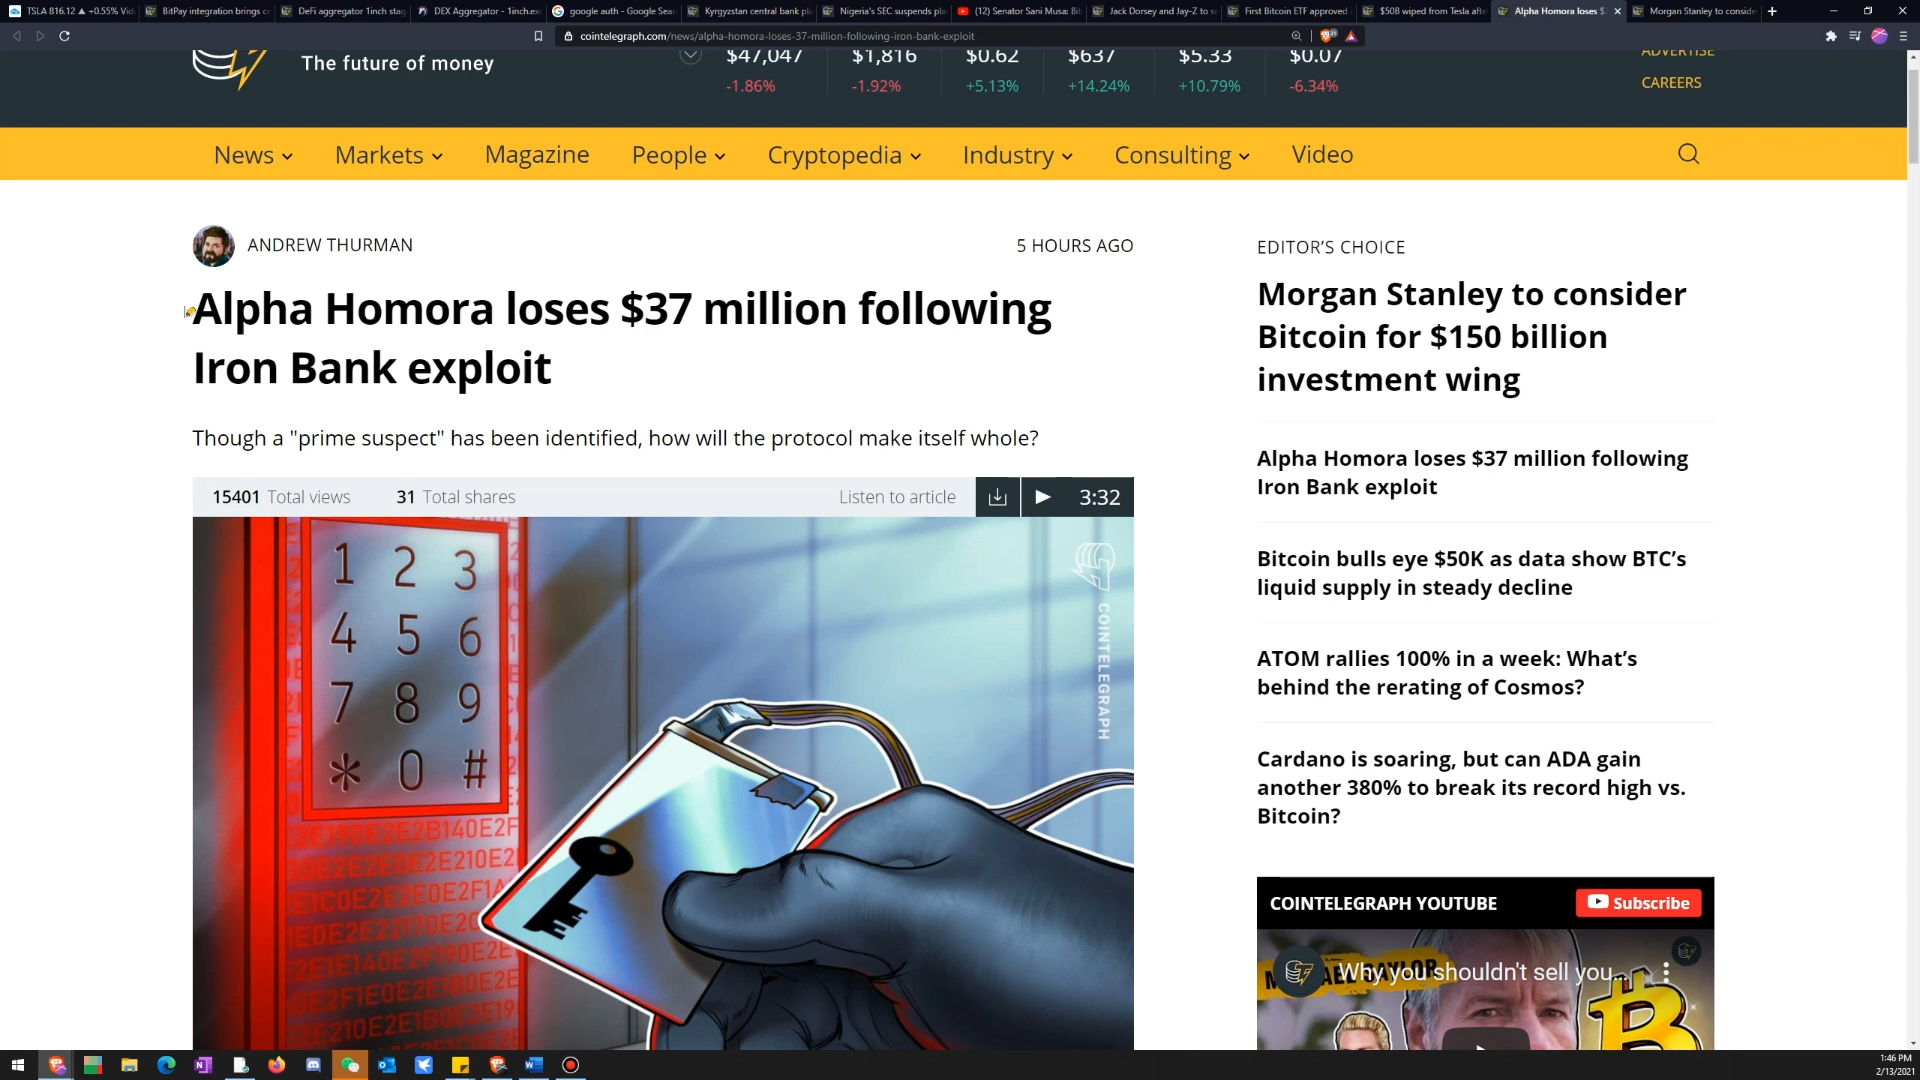 TSLA 816.12 ▲ +0.55% Vi
BitPay integration brings c
DeFi aggregator 1inch stag
DEX Aggregator - 1inch.ex
google auth - Google Sear
Kyrgyzstan central bank pl
Nigeria's SEC suspends pl
(12) Senator Sani Musa: Bi
Jack Dorsey and Jay-Z to s
First Bitcoin ETF approved
$50B wiped from Tesla aft
Alpha Homora loses $
Morgan Stanley to conside
cointelegraph.com/news/alpha-homora-loses-37-million-following-iron-bank-exploit
The future of money
$47,047 $1,816 $0.62 $637 $5.33 $0.07
-1.86% -1.92% +5.13% +14.24% +10.79% -6.34%
ADVERTISE
CAREERS
News Markets Magazine People Cryptopedia Industry Consulting Video
ANDREW THURMAN
5 HOURS AGO
Alpha Homora loses $37 million following
Iron Bank exploit
Though a "prime suspect" has been identified, how will the protocol make itself whole?
15401 Total views 31 Total shares Listen to article 3:32
1 2 3
4 5 6
7 8 9
* 0 #
COINTELEGRAPH
EDITOR'S CHOICE
Morgan Stanley to consider
Bitcoin for $150 billion
investment wing
Alpha Homora loses $37 million following
Iron Bank exploit
Bitcoin bulls eye $50K as data show BTC's
liquid supply in steady decline
ATOM rallies 100% in a week: What's
behind the rerating of Cosmos?
Cardano is soaring, but can ADA gain
another 380% to break its record high vs.
Bitcoin?
COINTELEGRAPH YOUTUBE
Subscribe
Why you shouldn't sell you...
1:46 PM
2/13/2021